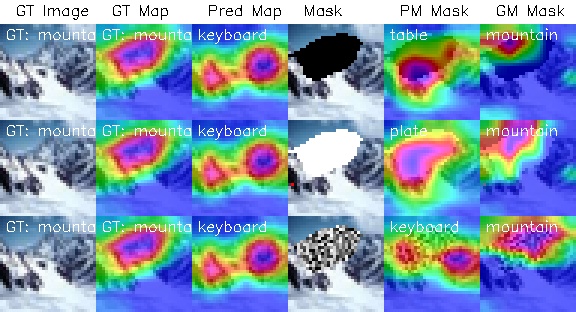 GT Image GT Map Pred Map Mask PM Mask GM Mask
GT: mounta GT: mounta keyboard table mountain
GT: mounta GT: mounta keyboard plate mountain
GT: mounta GT: mounta keyboard keyboard mountain